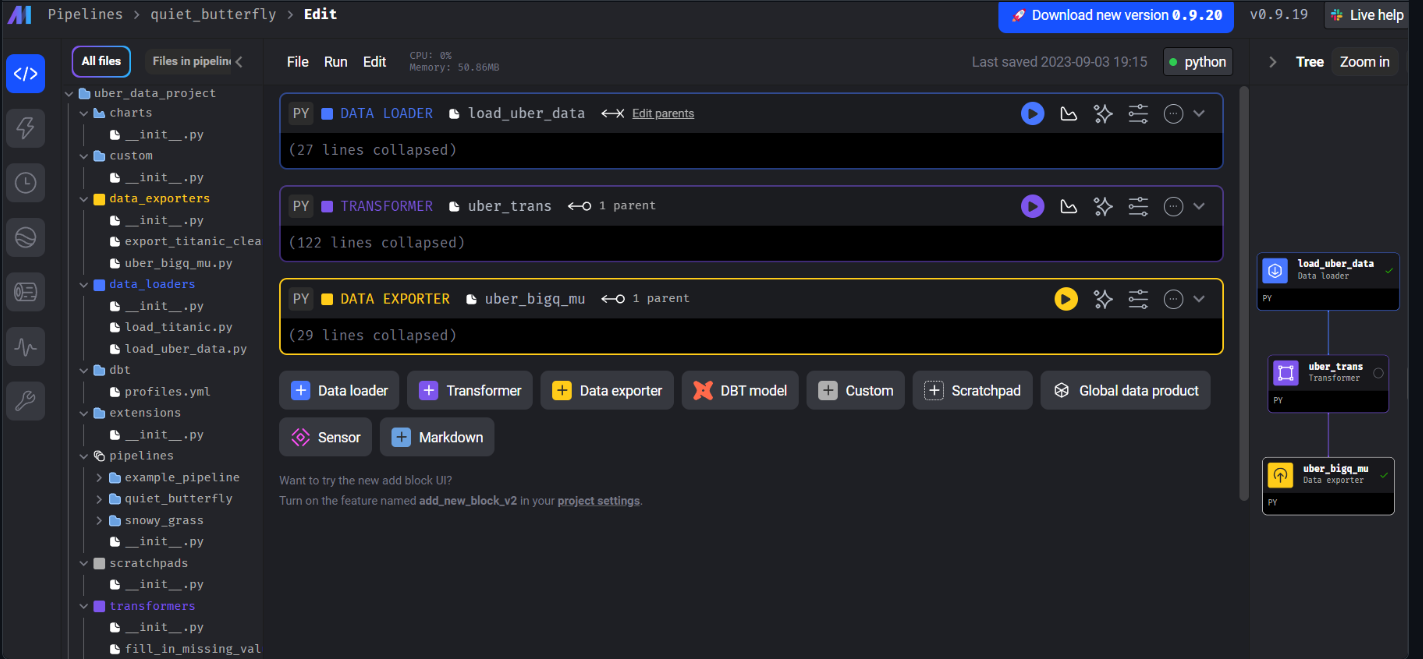 Pipelines > quiet_butterfly > Edit
Download new version 0.9.20
v0.9.19
Live help
All files
Files in pipelin
File Run Edit
CPU: 0%
Memory: 50.86MB
Last saved 2023-09-03 19:15
python
Tree
Zoom in
uber_data_project
charts
__init__.py
custom
__init__.py
data_exporters
__init__.py
export_titanic_clea
uber_bigq_mu.py
data_loaders
__init__.py
load_titanic.py
load_uber_data.py
dbt
profiles.yml
extensions
__init__.py
pipelines
example_pipeline
quiet_butterfly
snowy_grass
__init__.py
scratchpads
__init__.py
transformers
__init__.py
fill_in_missing_val
PY DATA LOADER load_uber_data Edit parents
(27 lines collapsed)
PY TRANSFORMER uber_trans 1 parent
(122 lines collapsed)
PY DATA EXPORTER uber_bigq_mu 1 parent
(29 lines collapsed)
Data loader Transformer Data exporter DBT model Custom Scratchpad Global data product
Sensor Markdown
Want to try the new add block UI?
Turn on the feature named add_new_block_v2 in your project settings.
load_uber_data
Data loader
PY
uber_trans
Transformer
PY
uber_bigq_mu
Data exporter
PY